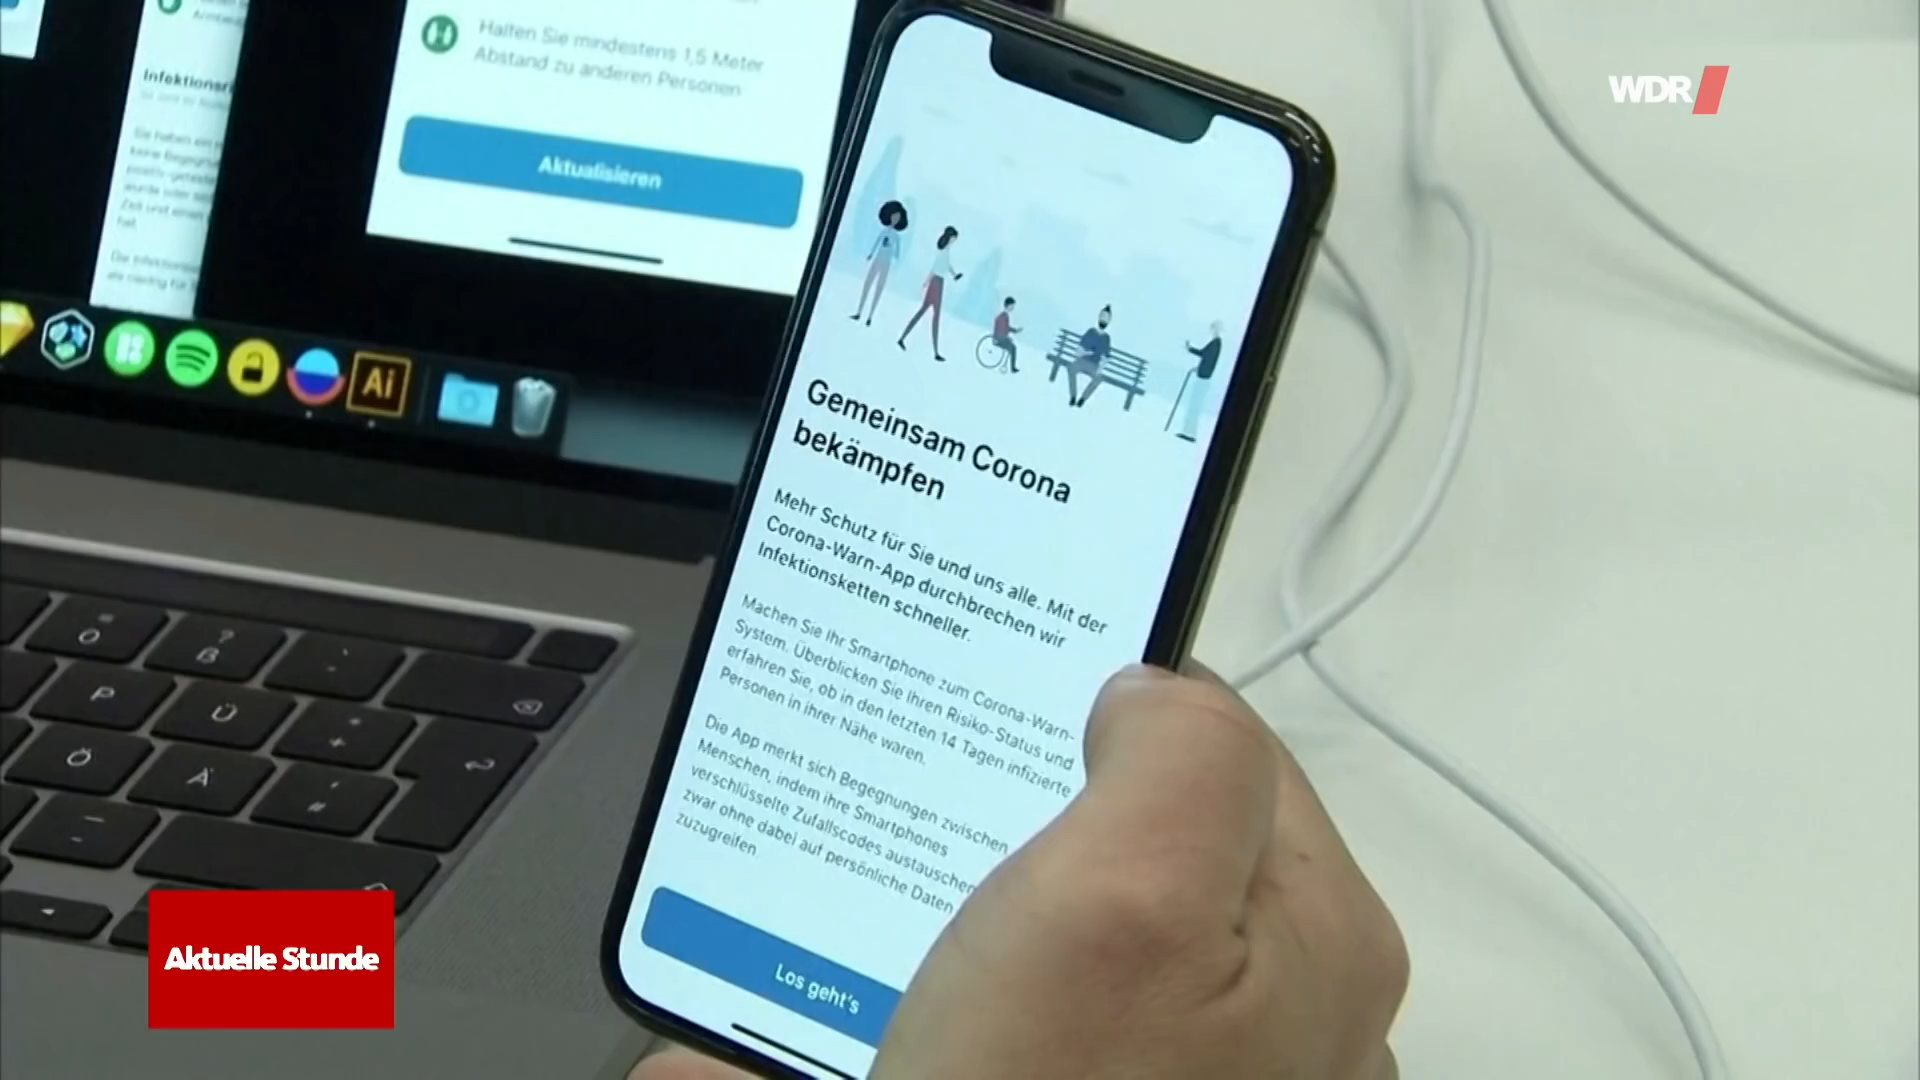 Halten Sie mindestens 1,5 Meter
Abstand zu anderen Personen
Aktualisieren
Infektionsri
WDR
Ai
Gemeinsam Corona
bekämpfen
Mehr Schutz für Sie und uns alle. Mit der
Corona-Warn-App durchbrechen wir
Infektionsketten schneller.
Machen Sie Ihr Smartphone zum Corona-Warn-
System. Überblicken Sie Ihren Risiko-Status und
erfahren Sie, ob in den letzten 14 Tagen infizierte
Personen in ihrer Nähe waren.
Die App merkt sich Begegnungen zwischen
Menschen, indem ihre Smartphones
verschlüsselte Zufallscodes austauschen
zwar ohne dabei auf persönliche Daten
zuzugreifen.
Los geht's
?
ß
P
Ü
*
+
Ö
Ä
'
#
Aktuelle Stunde